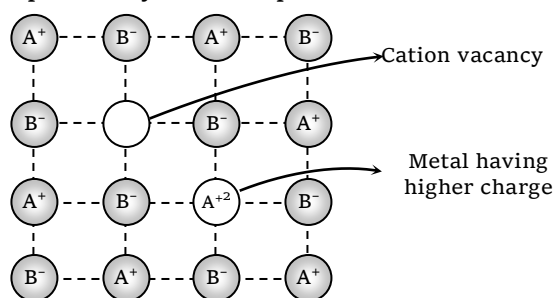 A⁺ B⁻ A⁺ B⁻
Cation vacancy
B⁻ B⁻ A⁺
Metal having
higher charge
A⁺ B⁻ A⁺² B⁻
B⁻ A⁺ B⁻ A⁺